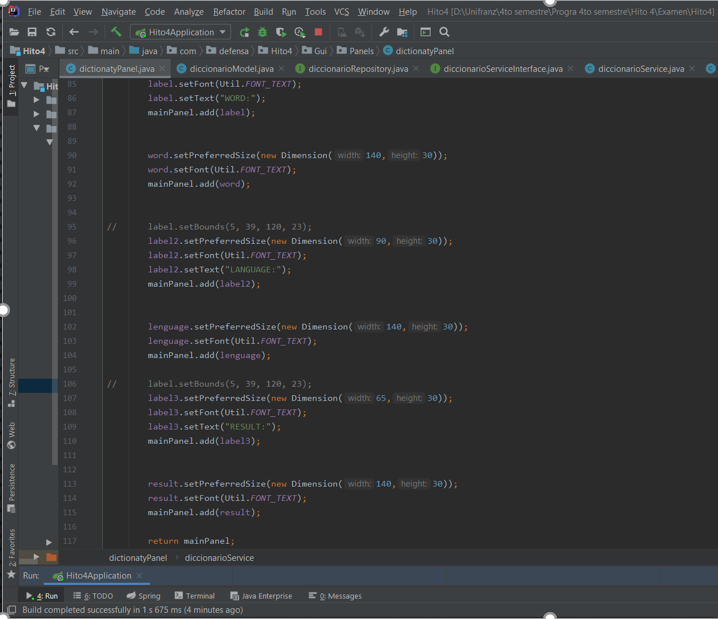 File Edit View Navigate Code Analyze Refactor Build Run Tools VCS Window Help Hito4 [D:\Unifranz\4to semestre\Progra 4to semestre\Hito 4\Examen\Hito4]
Hito4Application
Hito4 src main java com defensa Hito4 Gui Panels dictionatyPanel
1: Project
P
dictionatyPanel.java diccionarioModel.java diccionarioRepository.java diccionarioServiceInterface.java diccionarioService.java
Hit
85 label.setFont(Util.FONT_TEXT);
86 label.setText("WORD:");
87 mainPanel.add(label);
88
89
90 word.setPreferredSize(new Dimension( width: 140, height: 30));
91 word.setFont(Util.FONT_TEXT);
92 mainPanel.add(word);
93
94
95 // label.setBounds(5, 39, 120, 23);
96 label2.setPreferredSize(new Dimension( width: 90, height: 30));
97 label2.setFont(Util.FONT_TEXT);
98 label2.setText("LANGUAGE:");
99 mainPanel.add(label2);
100
101
102 lenguage.setPreferredSize(new Dimension( width: 140, height: 30));
103 lenguage.setFont(Util.FONT_TEXT);
104 mainPanel.add(lenguage);
105
106 // label.setBounds(5, 39, 120, 23);
107 label3.setPreferredSize(new Dimension( width: 65, height: 30));
108 label3.setFont(Util.FONT_TEXT);
109 label3.setText("RESULT:");
110 mainPanel.add(label3);
111
112
113 result.setPreferredSize(new Dimension( width: 140, height: 30));
114 result.setFont(Util.FONT_TEXT);
115 mainPanel.add(result);
116
117 return mainPanel;
Z: Structure
Web
Persistence
2: Favorites
dictionatyPanel diccionarioService
Run: Hito4Application
4: Run 6: TODO Spring Terminal Java Enterprise 0: Messages
Build completed successfully in 1 s 675 ms (4 minutes ago)